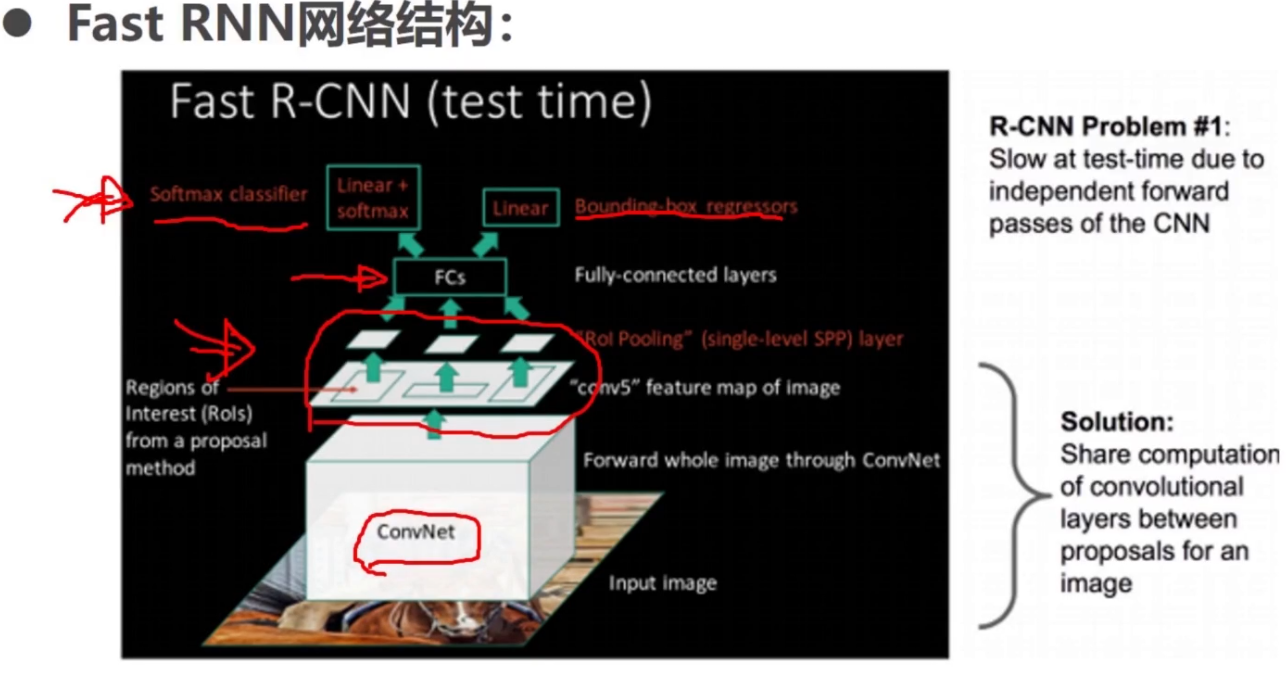 ● Fast RNN网络结构：
Fast R-CNN (test time)
Softmax classifier
Linear +
softmax
Linear
Bounding-box regressors
FCs
Fully-connected layers
"RoI Pooling" (single-level SPP) layer
Regions of
Interest (RoIs)
from a proposal
method
"conv5" feature map of image
Forward whole image through ConvNet
ConvNet
Input image
R-CNN Problem #1:
Slow at test-time due to
independent forward
passes of the CNN
Solution:
Share computation
of convolutional
layers between
proposals for an
image